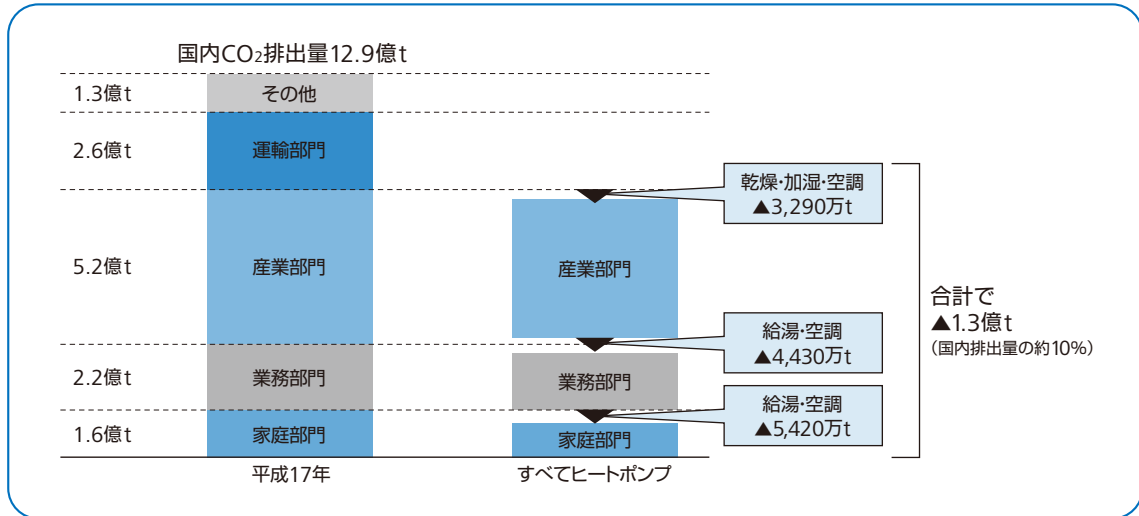 国内CO₂排出量12.9億t
1.3億t
その他
2.6億t
運輸部門
乾燥・加湿・空調
▲3,290万t
5.2億t
産業部門
産業部門
合計で
▲1.3億t
(国内排出量の約10%)
給湯・空調
▲4,430万t
2.2億t
業務部門
業務部門
給湯・空調
▲5,420万t
1.6億t
家庭部門
家庭部門
平成17年
すべてヒートポンプ